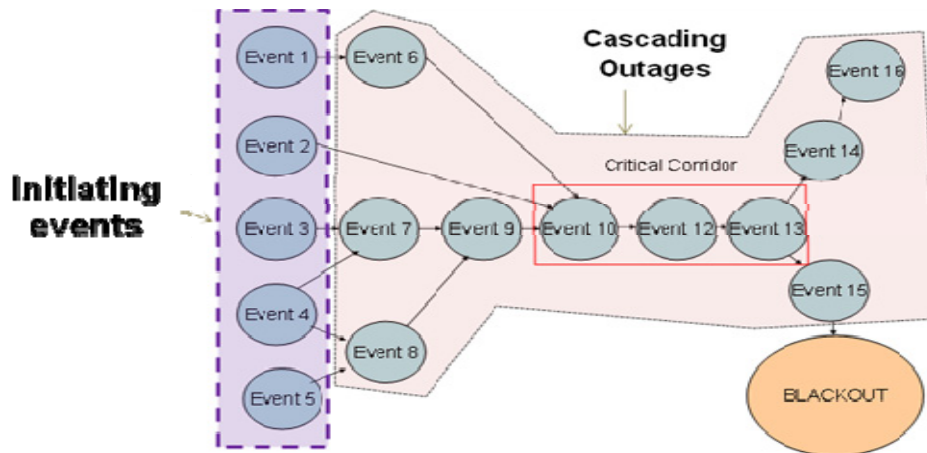 Event 1
Event 6
Cascading
Outages
Event 16
Event 2
Event 14
Critical Corridor
Initiating
events
Event 3
Event 7
Event 9
Event 10
Event 12
Event 13
Event 4
Event 15
Event 8
Event 5
BLACKOUT